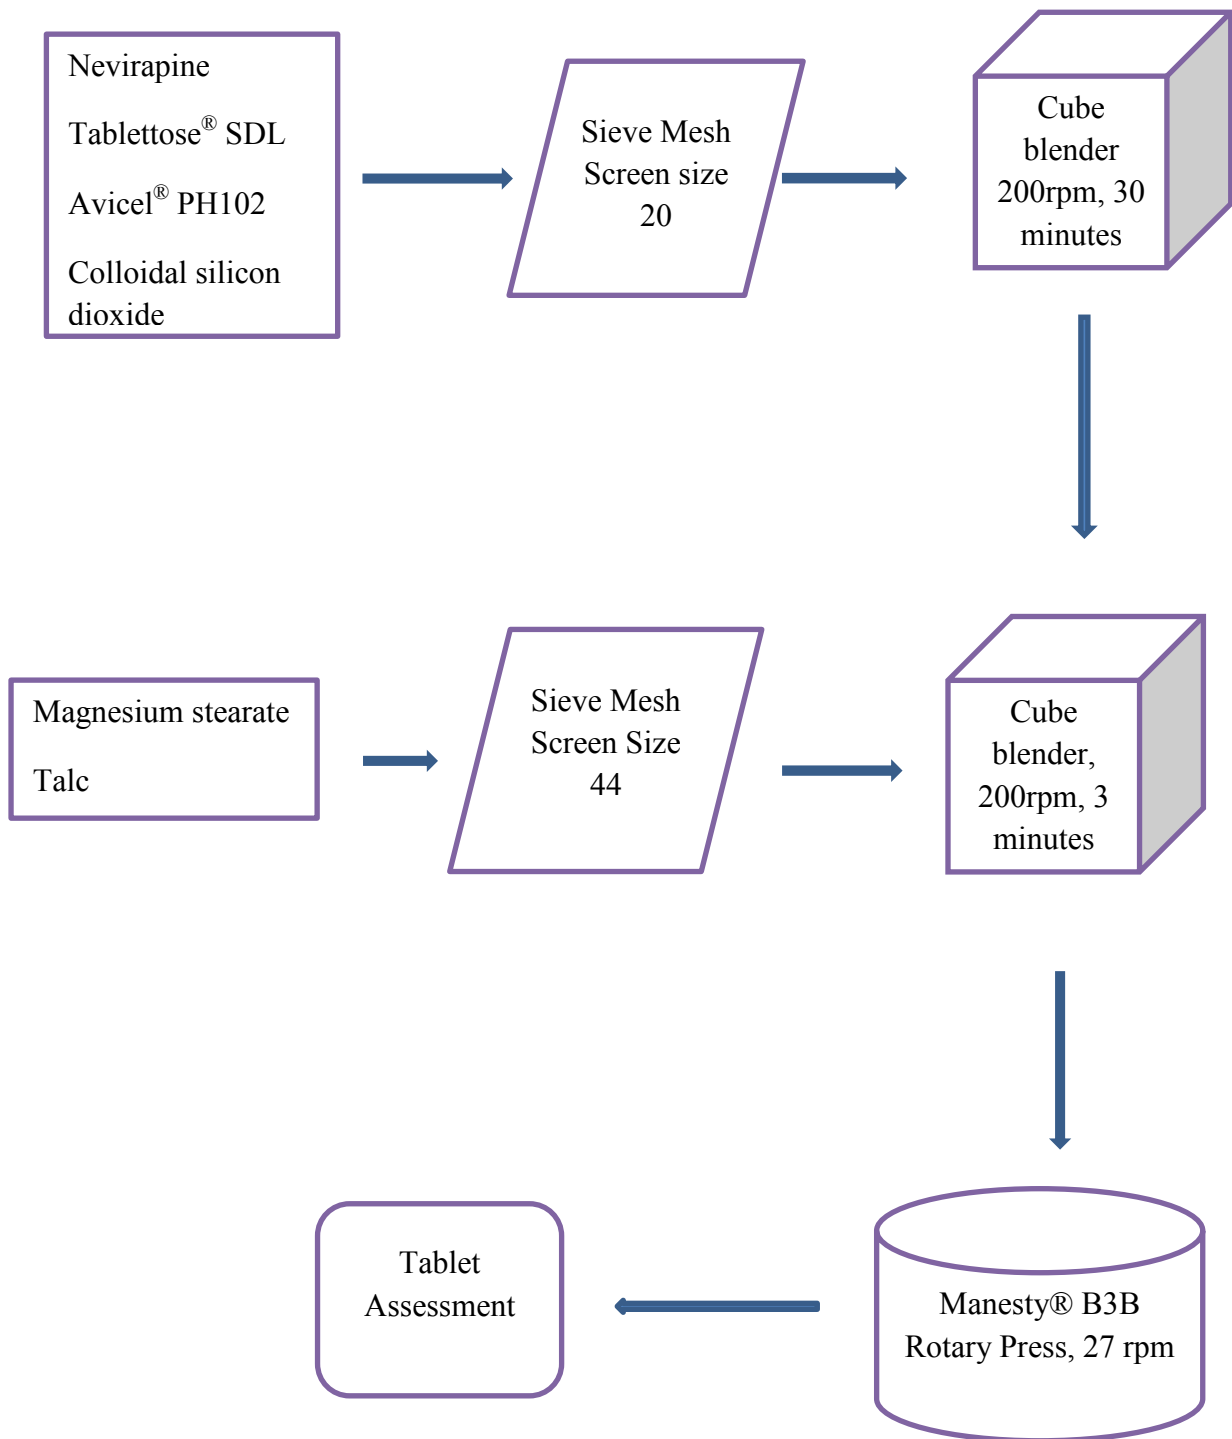 Nevirapine
Tablettose® SDL
Avicel® PH102
Colloidal silicon
dioxide
Sieve Mesh
Screen size
20
Cube
blender
200rpm, 30
minutes
Magnesium stearate
Talc
Sieve Mesh
Screen Size
44
Cube
blender,
200rpm, 3
minutes
Tablet
Assessment
Manesty® B3B
Rotary Press, 27 rpm